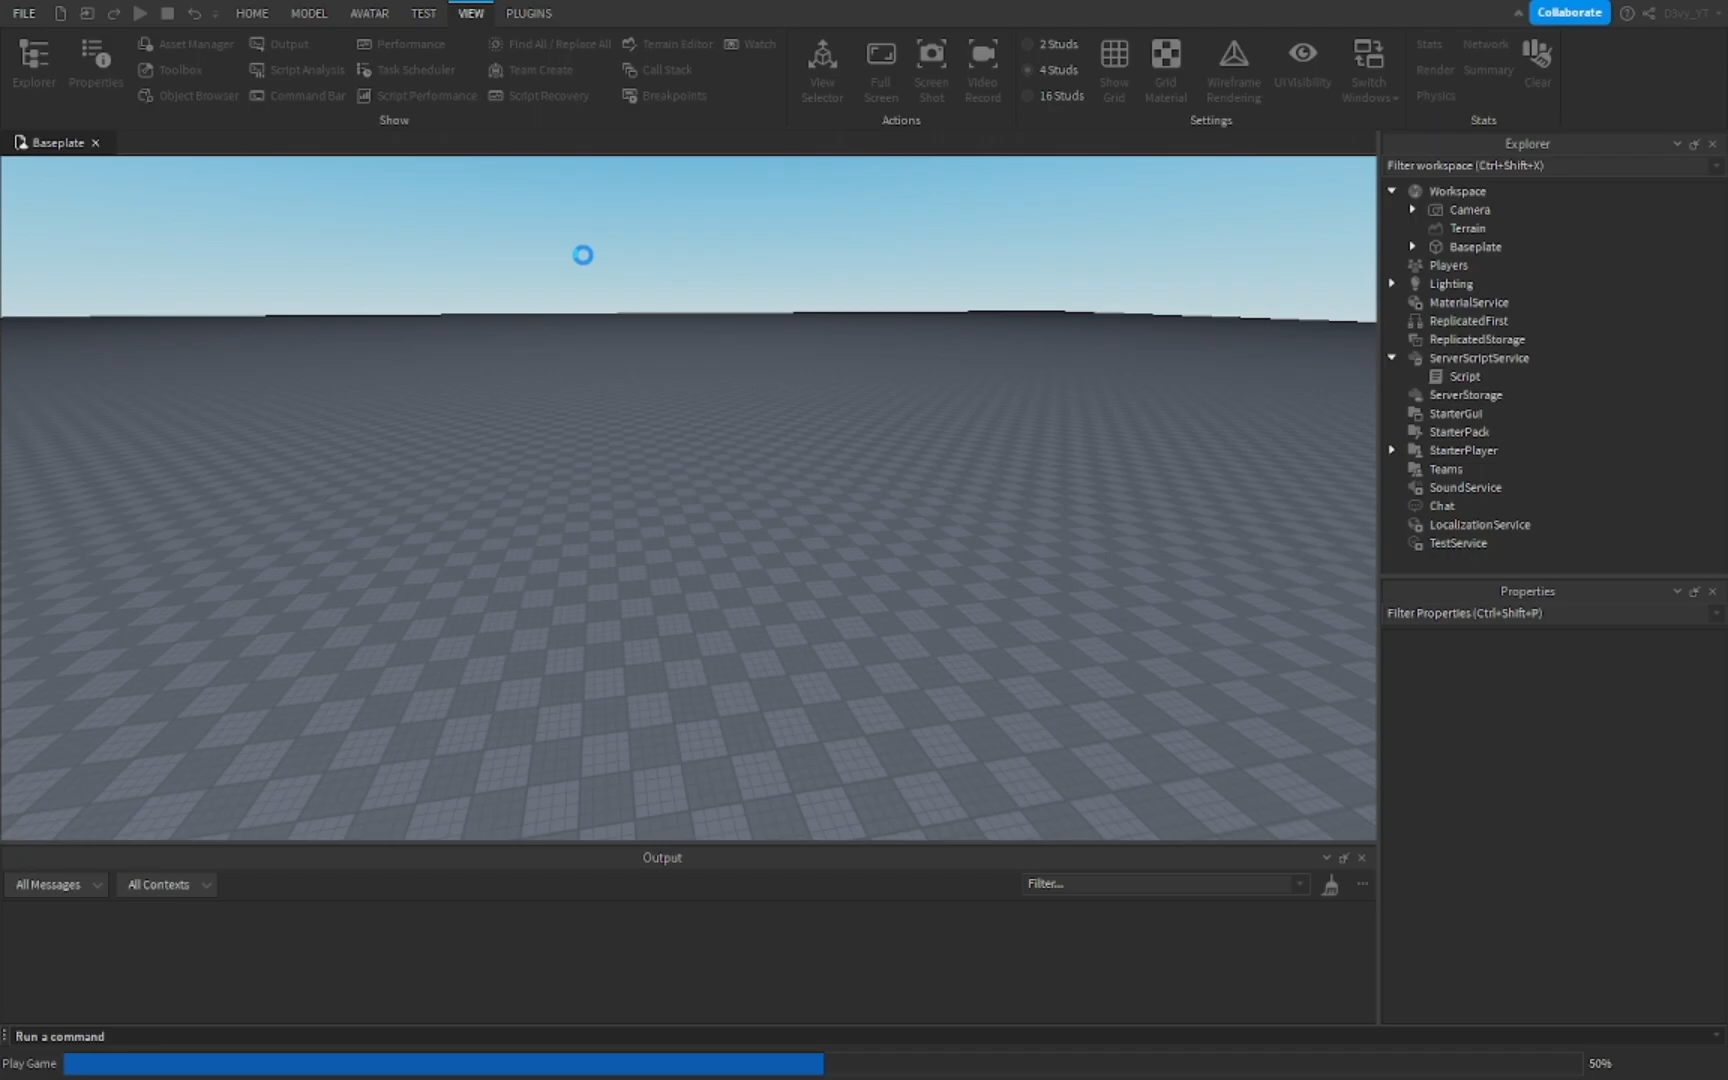 FILE HOME MODEL AVATAR TEST VIEW PLUGINS Collaborate D3vy_YT
Asset Manager Output Performance Find All / Replace All Terrain Editor Watch 2 Studs Stats Network
Toolbox Script Analysis Task Scheduler Team Create Call Stack 4 Studs Render Summary
Explorer Properties View Full Screen Video Show Grid Wireframe UI Visibility Switch Clear
Object Browser Command Bar Script Performance Script Recovery Breakpoints Selector Screen Shot Record 16 Studs Grid Material Rendering Windows Physics
Show Actions Settings Stats
Baseplate
Explorer
Filter workspace (Ctrl+Shift+X)
Workspace
Camera
Terrain
Baseplate
Players
Lighting
MaterialService
ReplicatedFirst
ReplicatedStorage
ServerScriptService
Script
ServerStorage
StarterGui
StarterPack
StarterPlayer
Teams
SoundService
Chat
LocalizationService
TestService
Properties
Filter Properties (Ctrl+Shift+P)
Output
All Messages All Contexts Filter...
Run a command
Play Game 50%